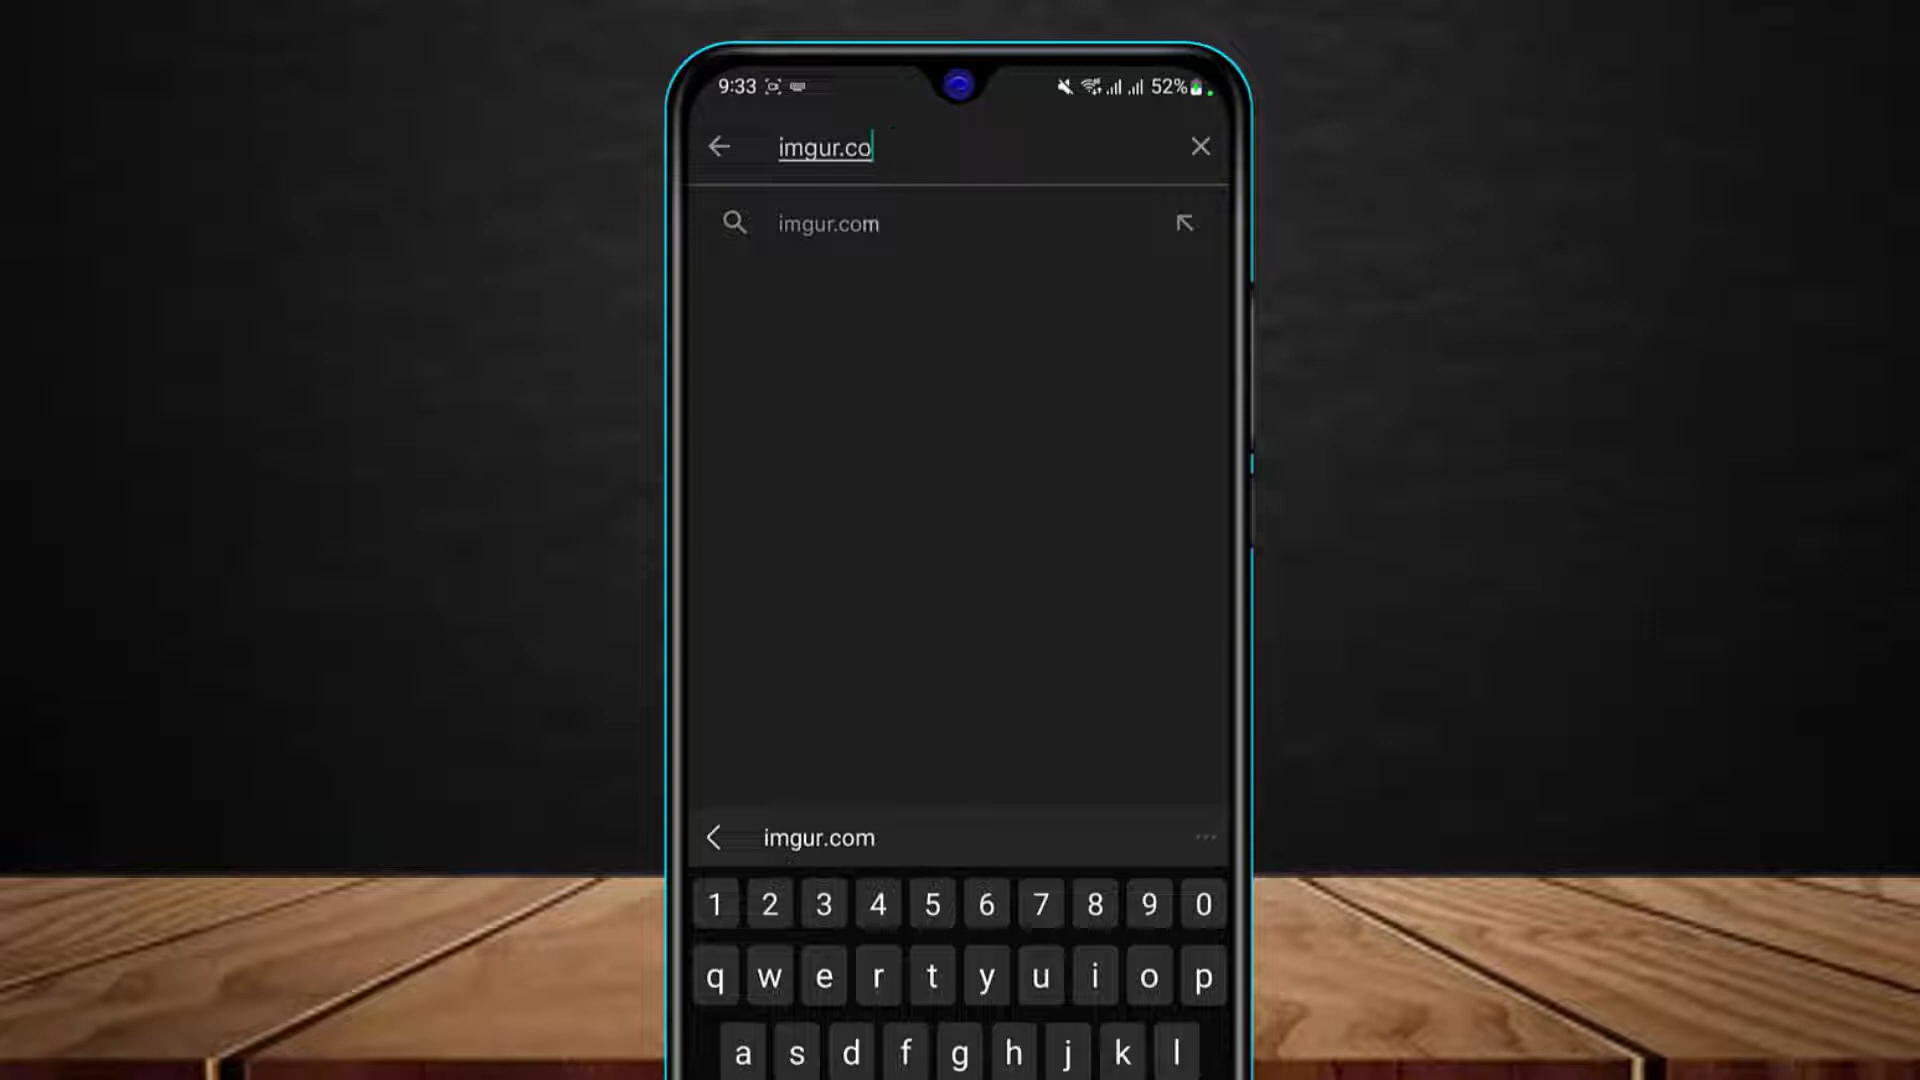 9:33 52%
imgur.co
imgur.com
imgur.com
1 2 3 4 5 6 7 8 9 0
q w e r t y u i o p
a s d f g h j k l